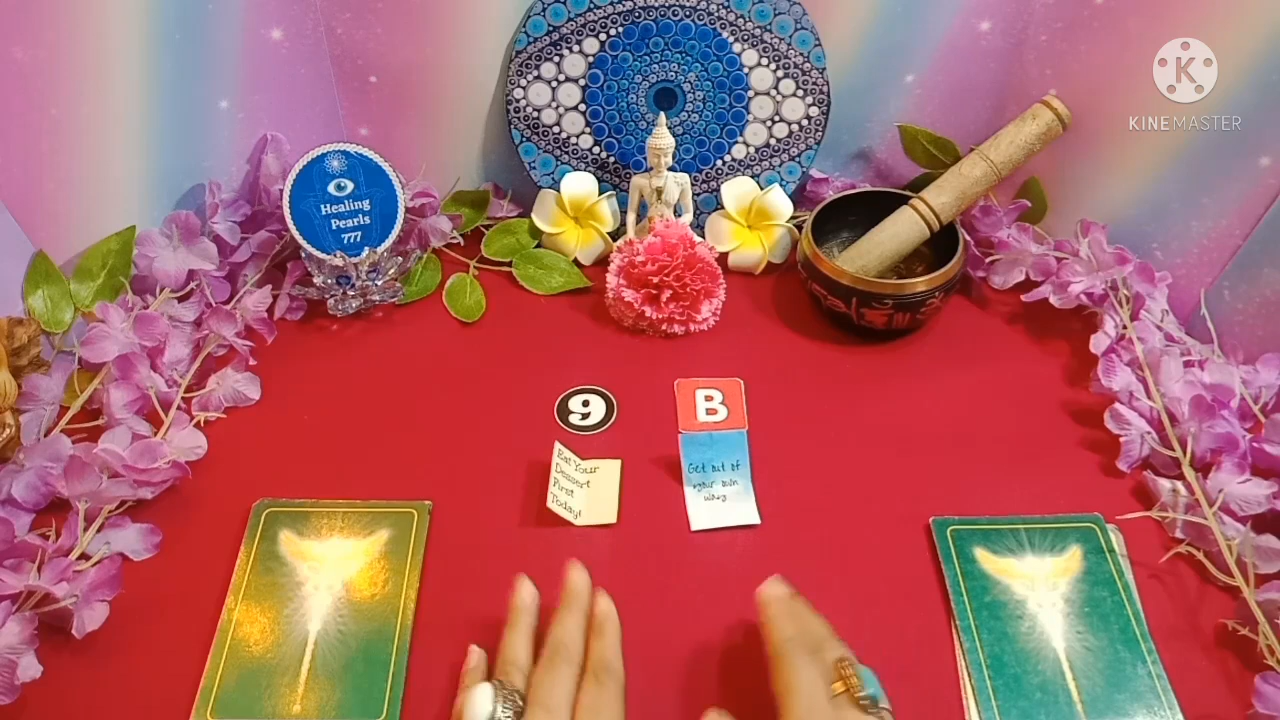 KINEMASTER
Healing
Pearls
777
9
B
Eat Your
Dessert
First
Today!
Get out of
your own
way